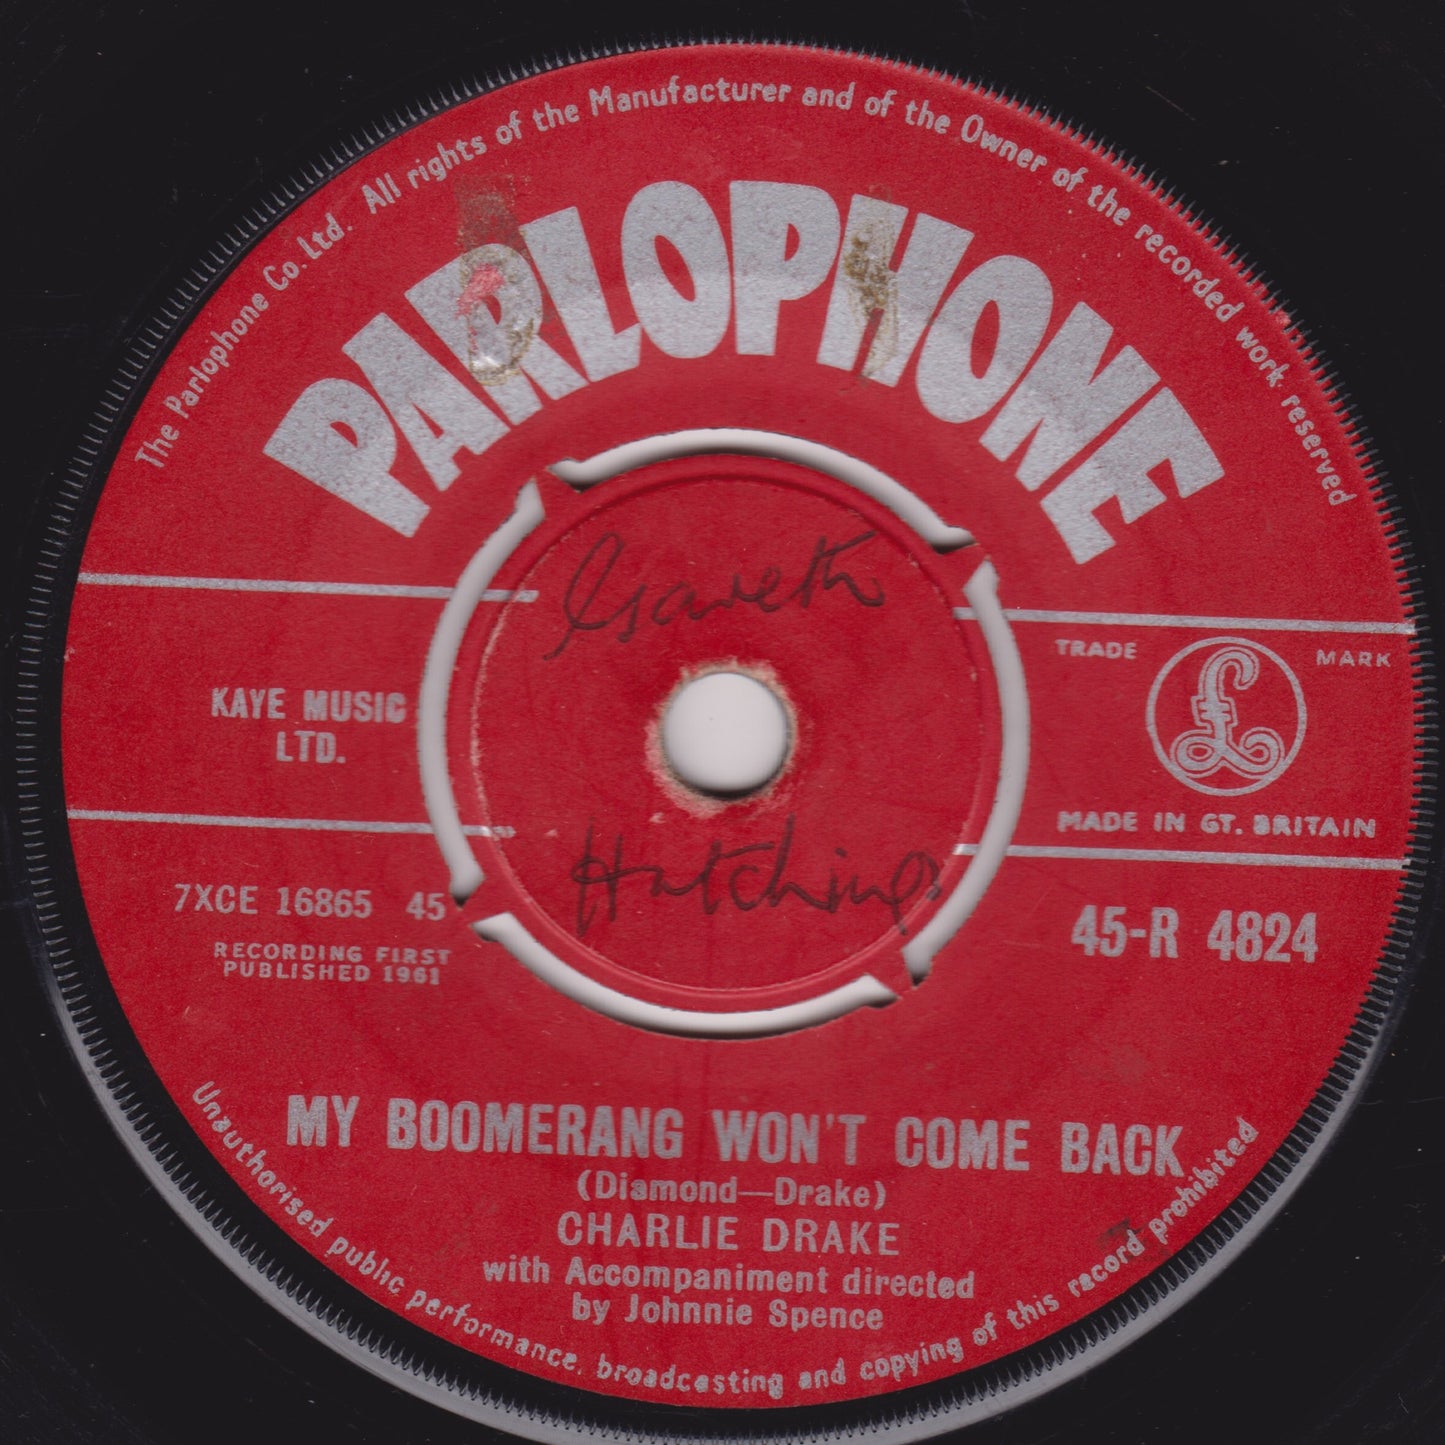 The Parlophone Co. Ltd. All rights of the Manufacturer and of the Owner of the recorded work reserved
PARLOPHONE
Gareth
TRADE MARK
£
KAYE MUSIC
LTD.
MADE IN GT. BRITAIN
Hutchings
7XCE 16865 45
45-R 4824
RECORDING FIRST
PUBLISHED 1961
MY BOOMERANG WON'T COME BACK
(Diamond—Drake)
CHARLIE DRAKE
with Accompaniment directed
by Johnnie Spence
Unauthorised public performance, broadcasting and copying of this record prohibited